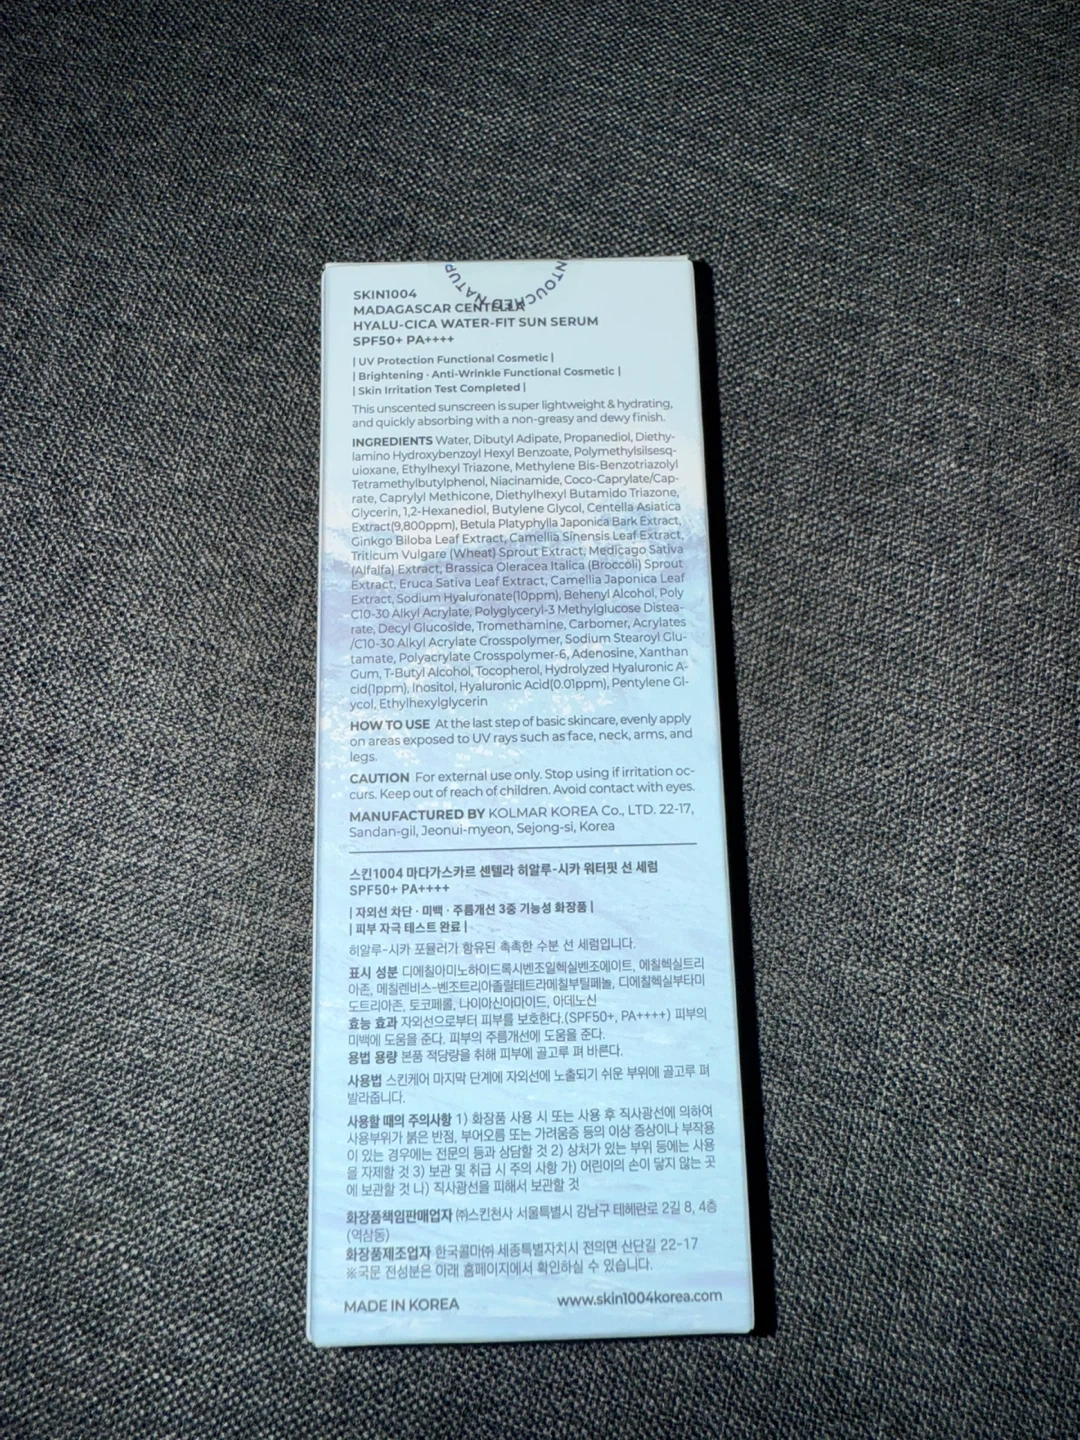 UNTOUCHED NATUR
SKIN1004
MADAGASCAR CENTELLA
HYALU-CICA WATER-FIT SUN SERUM
SPF50+ PA++++
| UV Protection Functional Cosmetic |
| Brightening · Anti-Wrinkle Functional Cosmetic |
| Skin Irritation Test Completed |
This unscented sunscreen is super lightweight & hydrating,
and quickly absorbing with a non-greasy and dewy finish.
INGREDIENTS Water, Dibutyl Adipate, Propanediol, Diethy-
lamino Hydroxybenzoyl Hexyl Benzoate, Polymethylsilsesq-
uioxane, Ethylhexyl Triazone, Methylene Bis-Benzotriazolyl
Tetramethylbutylphenol, Niacinamide, Coco-Caprylate/Cap-
rate, Caprylyl Methicone, Diethylhexyl Butamido Triazone,
Glycerin, 1,2-Hexanediol, Butylene Glycol, Centella Asiatica
Extract(9,800ppm), Betula Platyphylla Japonica Bark Extract,
Ginkgo Biloba Leaf Extract, Camellia Sinensis Leaf Extract,
Triticum Vulgare (Wheat) Sprout Extract, Medicago Sativa
(Alfalfa) Extract, Brassica Oleracea Italica (Broccoli) Sprout
Extract, Eruca Sativa Leaf Extract, Camellia Japonica Leaf
Extract, Sodium Hyaluronate(10ppm), Behenyl Alcohol, Poly
C10-30 Alkyl Acrylate, Polyglyceryl-3 Methylglucose Distea-
rate, Decyl Glucoside, Tromethamine, Carbomer, Acrylates
/C10-30 Alkyl Acrylate Crosspolymer, Sodium Stearoyl Glu-
tamate, Polyacrylate Crosspolymer-6, Adenosine, Xanthan
Gum, T-Butyl Alcohol, Tocopherol, Hydrolyzed Hyaluronic A-
cid(1ppm), Inositol, Hyaluronic Acid(0.01ppm), Pentylene Gl-
ycol, Ethylhexylglycerin
HOW TO USE At the last step of basic skincare, evenly apply
on areas exposed to UV rays such as face, neck, arms, and
legs.
CAUTION For external use only. Stop using if irritation oc-
curs. Keep out of reach of children. Avoid contact with eyes.
MANUFACTURED BY KOLMAR KOREA Co., LTD. 22-17,
Sandan-gil, Jeonui-myeon, Sejong-si, Korea
스킨1004 마다가스카르 센텔라 히알루-시카 워터핏 선 세럼
SPF50+ PA++++
| 자외선 차단 · 미백 · 주름개선 3중 기능성 화장품 |
| 피부 자극 테스트 완료 |
히알루-시카 포뮬러가 함유된 촉촉한 수분 선 세럼입니다.
표시 성분 디에칠아미노하이드록시벤조일헥실벤조에이트, 에칠헥실트리
아존, 메칠렌비스-벤조트리아졸릴테트라메칠부틸페놀, 디에칠헥실부타미
도트리아존, 토코페롤, 나이아신아마이드, 아데노신
효능 효과 자외선으로부터 피부를 보호한다.(SPF50+, PA++++) 피부의
미백에 도움을 준다. 피부의 주름개선에 도움을 준다.
용법 용량 본품 적당량을 취해 피부에 골고루 펴 바른다.
사용법 스킨케어 마지막 단계에 자외선에 노출되기 쉬운 부위에 골고루 펴
발라줍니다.
사용할 때의 주의사항 1) 화장품 사용 시 또는 사용 후 직사광선에 의하여
사용부위가 붉은 반점, 부어오름 또는 가려움증 등의 이상 증상이나 부작용
이 있는 경우에는 전문의 등과 상담할 것 2) 상처가 있는 부위 등에는 사용
을 자제할 것 3) 보관 및 취급 시 주의 사항 가) 어린이의 손이 닿지 않는 곳
에 보관할 것 나) 직사광선을 피해서 보관할 것
화장품책임판매업자 ㈜스킨천사 서울특별시 강남구 테헤란로 2길 8, 4층
(역삼동)
화장품제조업자 한국콜마㈜ 세종특별자치시 전의면 산단길 22-17
※국문 전성분은 아래 홈페이지에서 확인하실 수 있습니다.
MADE IN KOREA
www.skin1004korea.com